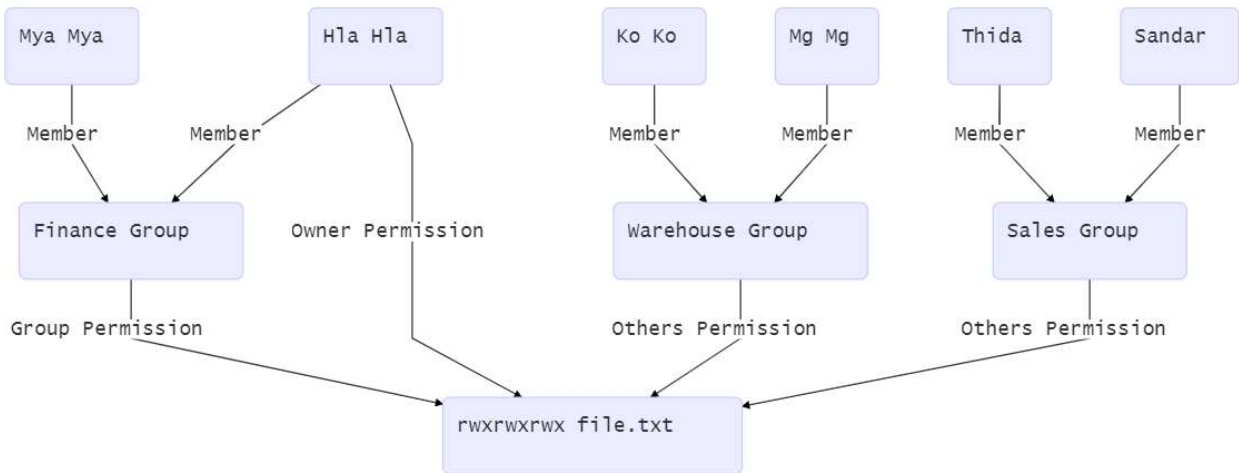 Mya Mya
Hla Hla
Ko Ko
Mg Mg
Thida
Sandar
Member
Member
Member
Member
Member
Member
Finance Group
Owner Permission
Warehouse Group
Sales Group
Group Permission
Others Permission
Others Permission
rwxrwxrwx file.txt